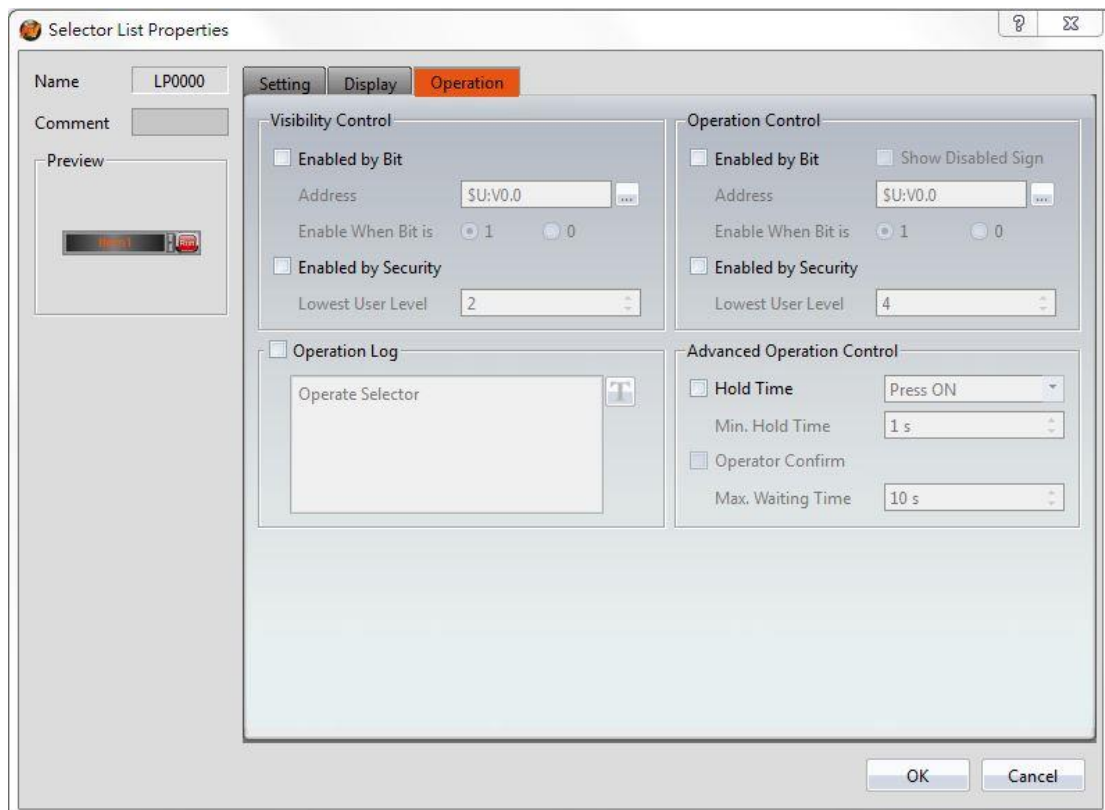 Selector List Properties
Name LP0000
Comment
Preview
Item1 Run
Setting Display Operation
Visibility Control
Enabled by Bit
Address $U:V0.0 ...
Enable When Bit is 1 0
Enabled by Security
Lowest User Level 2
Operation Control
Enabled by Bit Show Disabled Sign
Address $U:V0.0 ...
Enable When Bit is 1 0
Enabled by Security
Lowest User Level 4
Operation Log
Operate Selector T
Advanced Operation Control
Hold Time Press ON
Min. Hold Time 1 s
Operator Confirm
Max. Waiting Time 10 s
OK Cancel